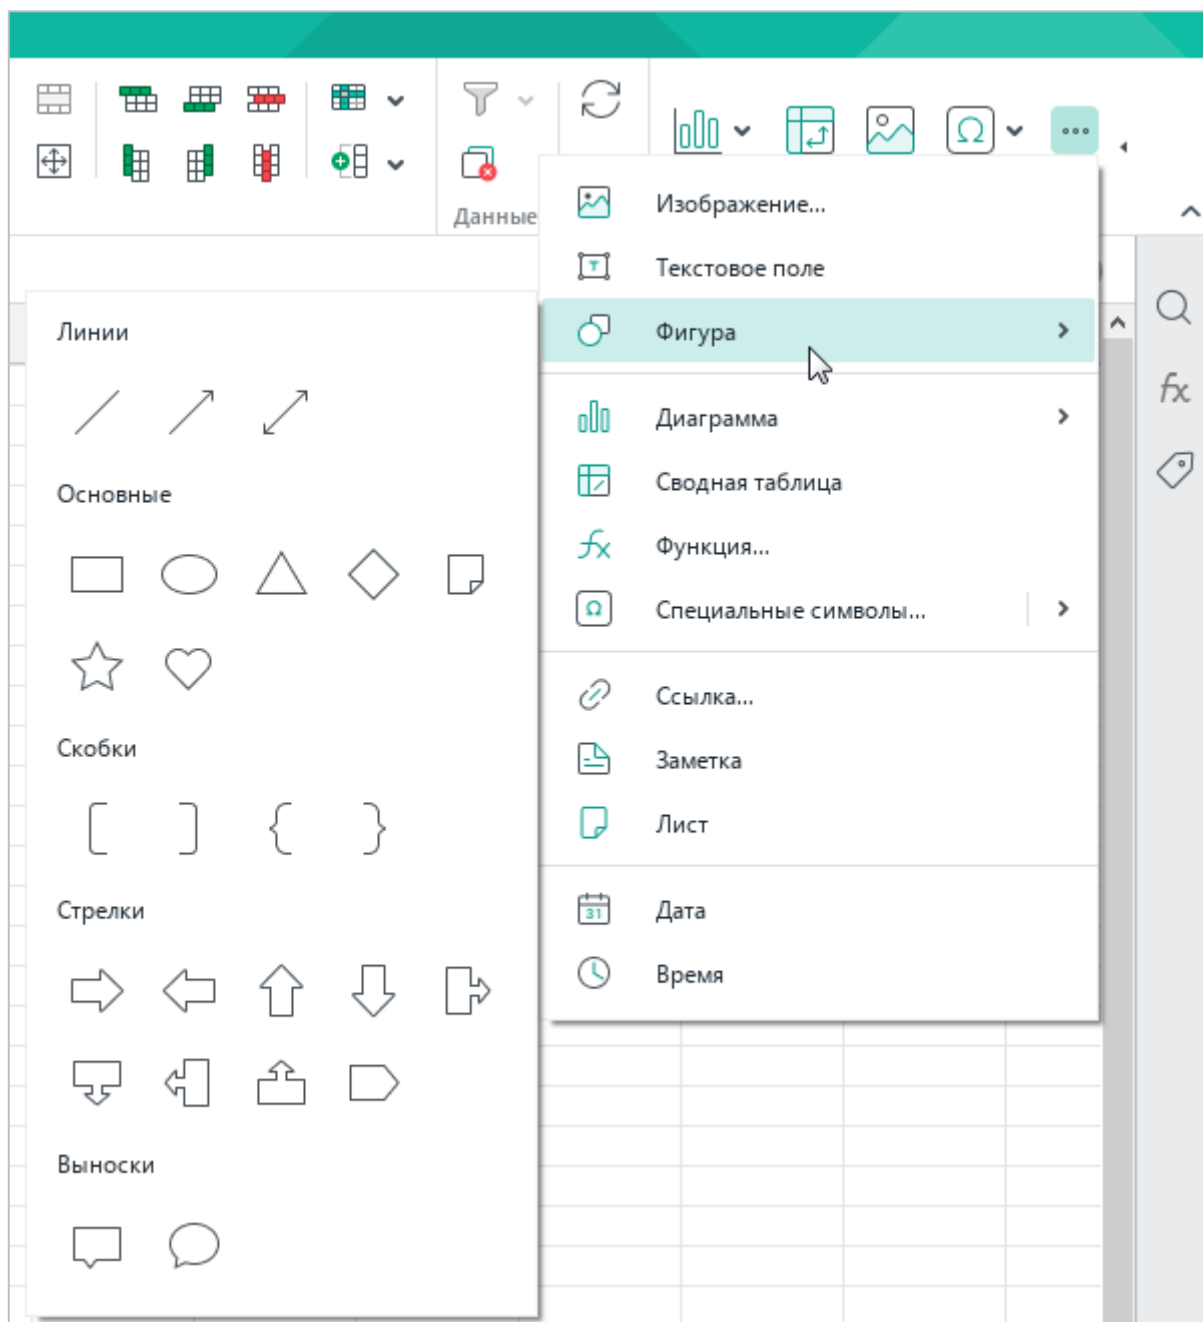 Данные
Изображение...
Текстовое поле
Фигура
Диаграмма
Сводная таблица
Функция...
Специальные символы...
Ссылка...
Заметка
Лист
31
Дата
Время
Линии
Основные
Скобки
Стрелки
Выноски